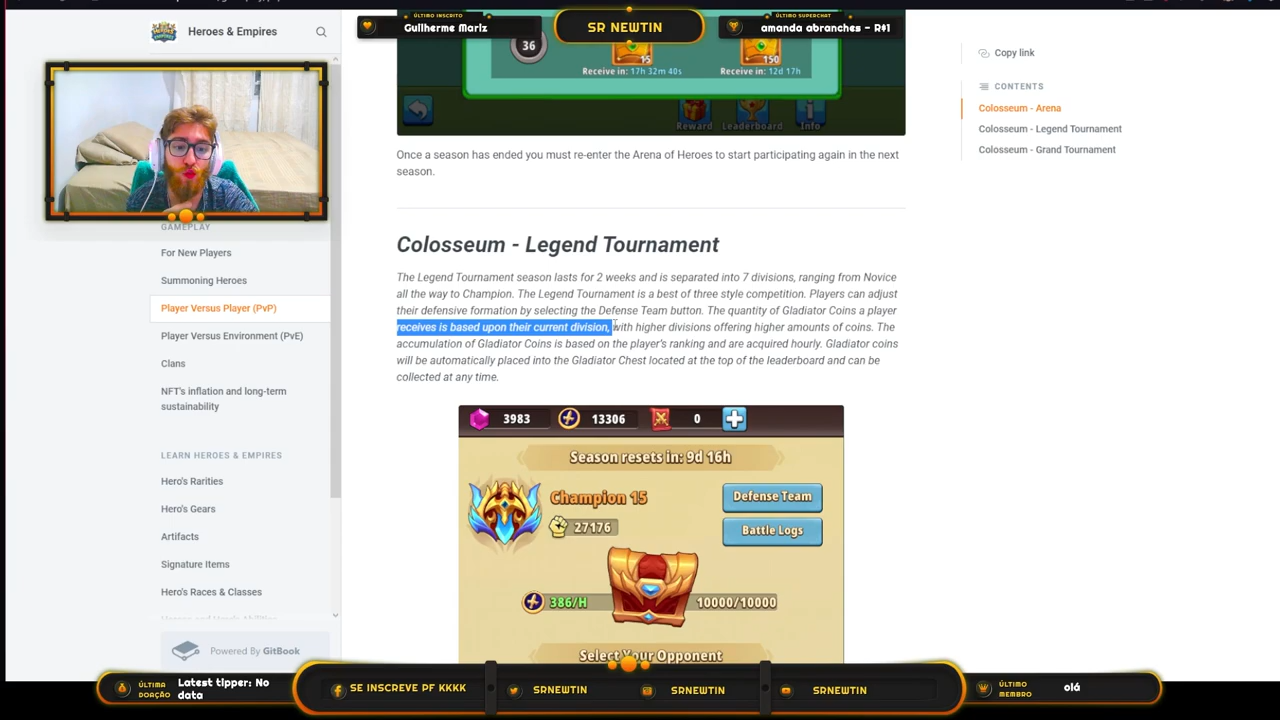 Heroes & Empires
ÚLTIMO INSCRITO
Guilherme Mariz
SR NEWTIN
ÚLTIMO SUPERCHAT
amanda abranches - R$1
36
15
150
Receive in: 17h 32m 40s
Receive in: 12d 17h
Reward
Leaderboard
Info
Copy link
CONTENTS
Colosseum - Arena
Colosseum - Legend Tournament
Colosseum - Grand Tournament
GAMEPLAY
For New Players
Summoning Heroes
Player Versus Player (PvP)
Player Versus Environment (PvE)
Clans
NFT's inflation and long-term
sustainability
LEARN HEROES & EMPIRES
Hero's Rarities
Hero's Gears
Artifacts
Signature Items
Hero's Races & Classes
Powered By GitBook
Once a season has ended you must re-enter the Arena of Heroes to start participating again in the next
season.
Colosseum - Legend Tournament
The Legend Tournament season lasts for 2 weeks and is separated into 7 divisions, ranging from Novice
all the way to Champion. The Legend Tournament is a best of three style competition. Players can adjust
their defensive formation by selecting the Defense Team button. The quantity of Gladiator Coins a player
receives is based upon their current division, with higher divisions offering higher amounts of coins. The
accumulation of Gladiator Coins is based on the player's ranking and are acquired hourly. Gladiator coins
will be automatically placed into the Gladiator Chest located at the top of the leaderboard and can be
collected at any time.
3983
13306
0
Season resets in: 9d 16h
Champion 15
27176
Defense Team
Battle Logs
386/H
10000/10000
Select Your Opponent
ÚLTIMA
DOAÇÃO
Latest tipper: No
data
SE INSCREVE PF KKKK
SRNEWTIN
SRNEWTIN
SRNEWTIN
ÚLTIMO
MEMBRO
olá